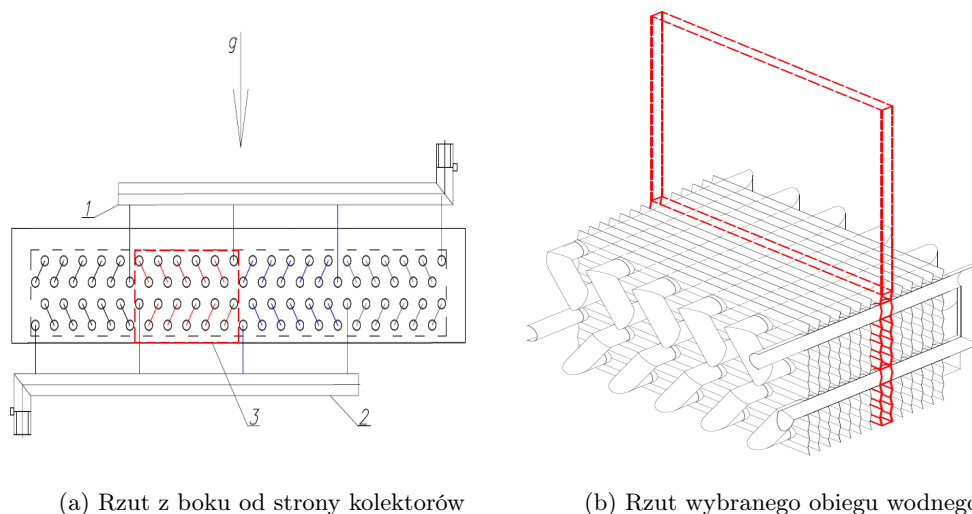 g
1
3
2
(a) Rzut z boku od strony kolektorów
(b) Rzut wybranego obiegu wodnego